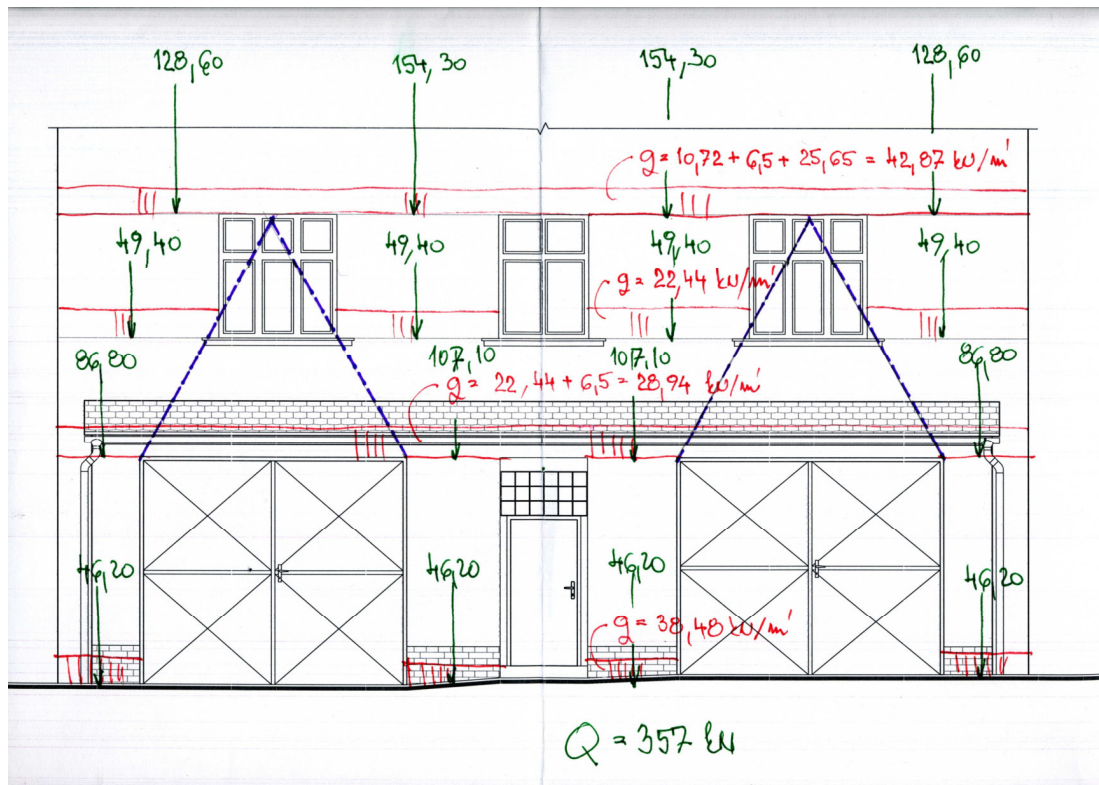 128,60 154,30 154,30 128,60
g = 10,72 + 6,5 + 25,65 = 42,87 kN/m'
49,40 49,40 49,40 49,40
g = 22,44 kN/m'
86,80 107,10 107,10 86,80
g = 22,44 + 6,5 = 28,94 kN/m'
46,20 46,20 46,20 46,20
g = 38,48 kN/m'
Q = 357 kN